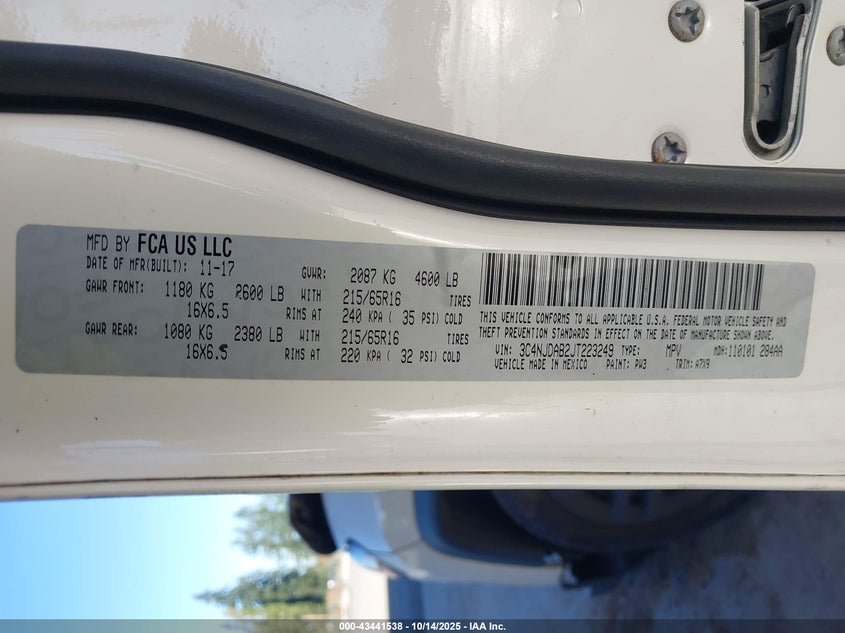 MFD BY FCA US LLC
DATE OF MFR(BUILT): 11-17 GVWR: 2087 KG 4600 LB
GAWR FRONT: 1180 KG 2600 LB WITH 215/65R16 TIRES
16X6.5 RIMS AT 240 KPA ( 35 PSI) COLD
GAWR REAR: 1080 KG 2380 LB WITH 215/65R16 TIRES
16X6.5 RIMS AT 220 KPA ( 32 PSI) COLD
THIS VEHICLE CONFORMS TO ALL APPLICABLE U.S.A. FEDERAL MOTOR VEHICLE SAFETY AND
THEFT PREVENTION STANDARDS IN EFFECT ON THE DATE OF MANUFACTURE SHOWN ABOVE.
VIN: 3C4NJDAB2JT223249 TYPE: MPV MDH:110101 284AA
VEHICLE MADE IN MEXICO PAINT: PW3 TRIM: A7X9
000-43441538 - 10/14/2025 - IAA Inc.